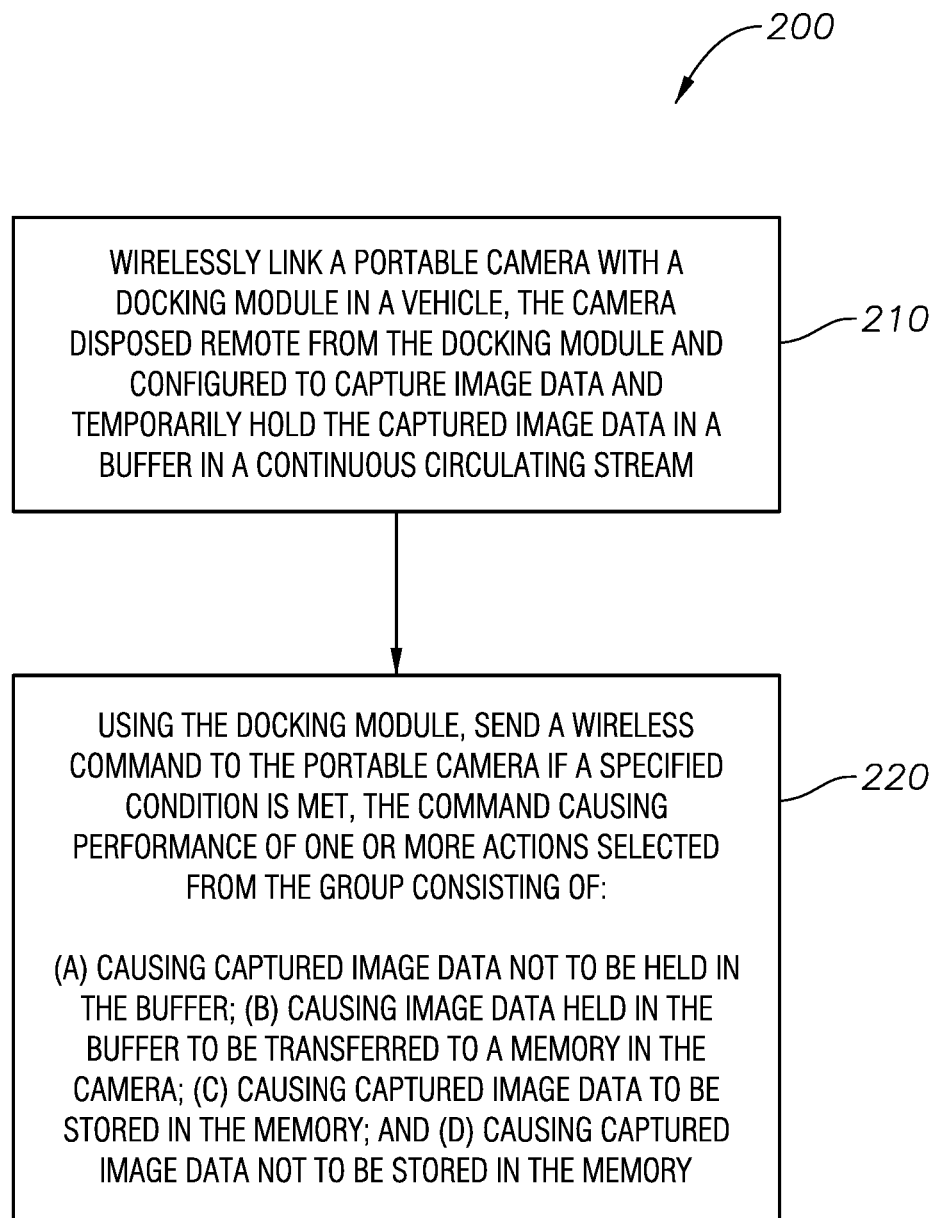 200
WIRELESSLY LINK A PORTABLE CAMERA WITH A
DOCKING MODULE IN A VEHICLE, THE CAMERA
DISPOSED REMOTE FROM THE DOCKING MODULE AND
CONFIGURED TO CAPTURE IMAGE DATA AND
TEMPORARILY HOLD THE CAPTURED IMAGE DATA IN A
BUFFER IN A CONTINUOUS CIRCULATING STREAM
210
USING THE DOCKING MODULE, SEND A WIRELESS
COMMAND TO THE PORTABLE CAMERA IF A SPECIFIED
CONDITION IS MET, THE COMMAND CAUSING
PERFORMANCE OF ONE OR MORE ACTIONS SELECTED
FROM THE GROUP CONSISTING OF:
220
(A) CAUSING CAPTURED IMAGE DATA NOT TO BE HELD IN
THE BUFFER; (B) CAUSING IMAGE DATA HELD IN THE
BUFFER TO BE TRANSFERRED TO A MEMORY IN THE
CAMERA; (C) CAUSING CAPTURED IMAGE DATA TO BE
STORED IN THE MEMORY; AND (D) CAUSING CAPTURED
IMAGE DATA NOT TO BE STORED IN THE MEMORY